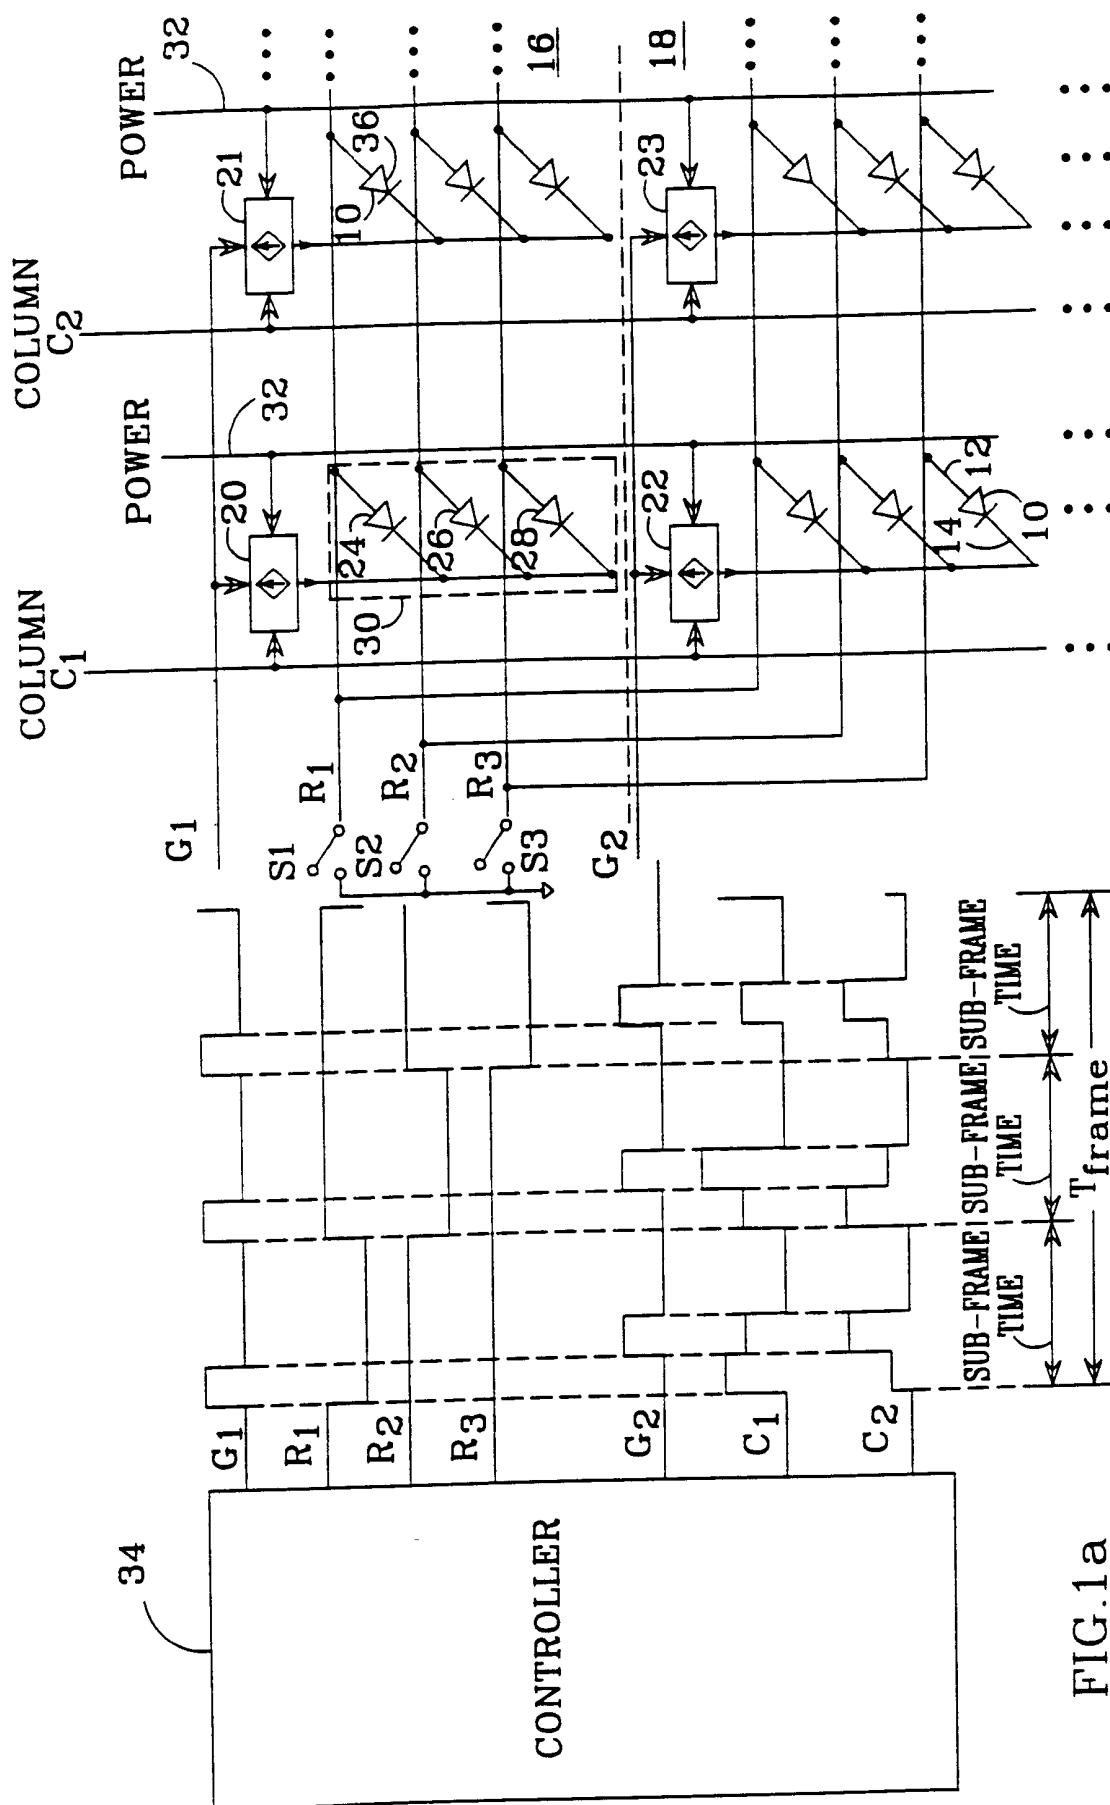 34
CONTROLLER
G1
R1
R2
R3
G2
C1
C2
SUB-FRAME TIME
SUB-FRAME TIME
SUB-FRAME TIME
Tframe
G1
S1
R1
S2
R2
S3
R3
G2
COLUMN
C1
POWER
32
COLUMN
C2
POWER
32
20
21
24
26
28
30
10
36
16
18
22
23
12
14
10
FIG.1a